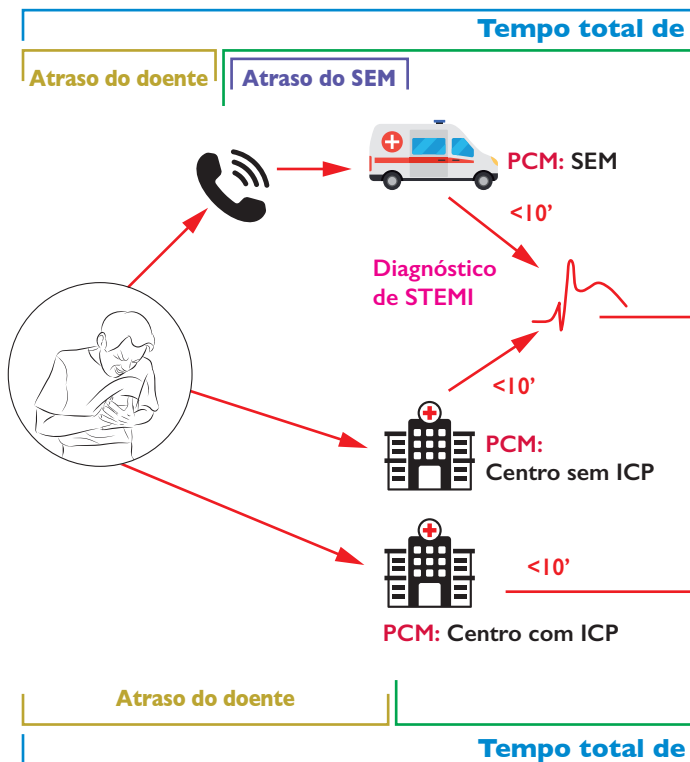 Tempo total de
Atraso do doente
Atraso do SEM
PCM: SEM
<10'
Diagnóstico
de STEMI
<10'
PCM:
Centro sem ICP
<10'
PCM: Centro com ICP
Atraso do doente
Tempo total de